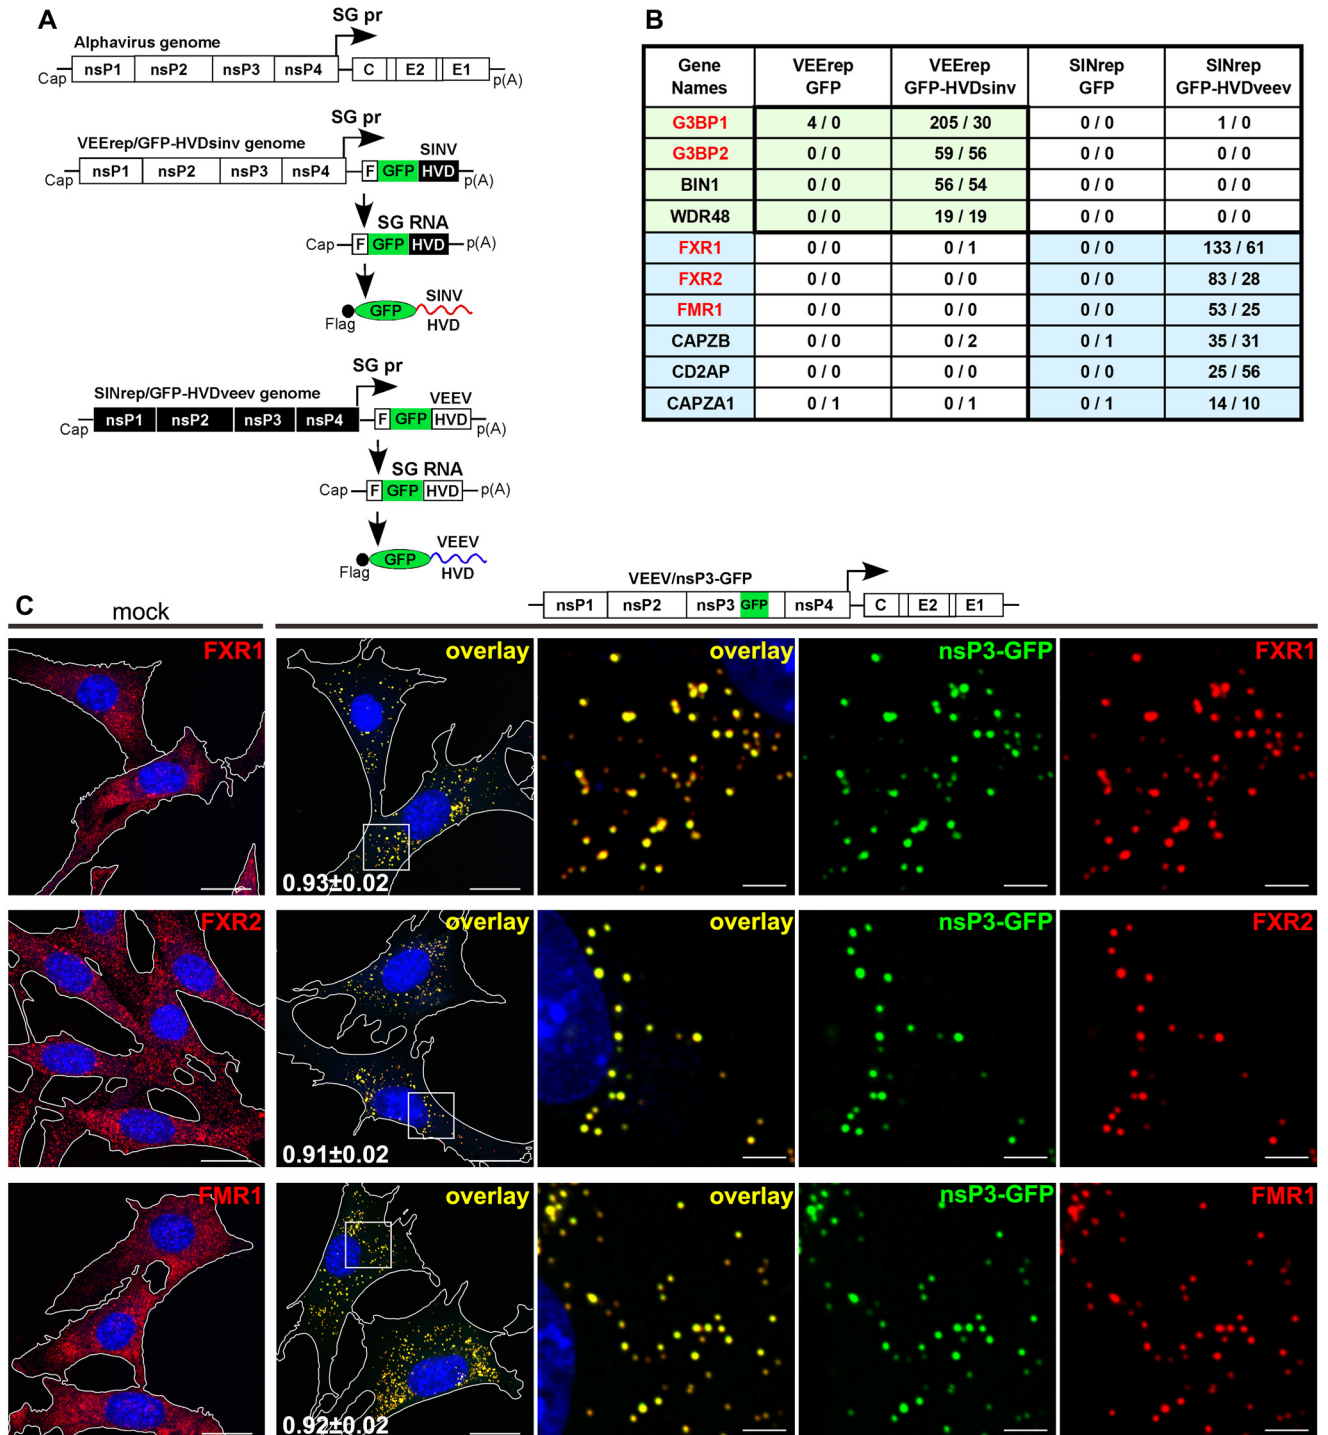 A
SG pr
Alphavirus genome
Cap nsP1 nsP2 nsP3 nsP4 C E2 E1 p(A)
SG pr
VEErep/GFP-HVDsinv genome
SINV
Cap nsP1 nsP2 nsP3 nsP4 F GFP HVD p(A)
SG RNA
Cap F GFP HVD p(A)
SINV
GFP
Flag HVD
SG pr
SINrep/GFP-HVDveev genome
VEEV
Cap nsP1 nsP2 nsP3 nsP4 F GFP HVD p(A)
SG RNA
Cap F GFP HVD p(A)
VEEV
GFP
Flag HVD
B
Gene Names VEErep GFP VEErep GFP-HVDsinv SINrep GFP SINrep GFP-HVDveev
G3BP1 4 / 0 205 / 30 0 / 0 1 / 0
G3BP2 0 / 0 59 / 56 0 / 0 0 / 0
BIN1 0 / 0 56 / 54 0 / 0 0 / 0
WDR48 0 / 0 19 / 19 0 / 0 0 / 0
FXR1 0 / 0 0 / 1 0 / 0 133 / 61
FXR2 0 / 0 0 / 0 0 / 0 83 / 28
FMR1 0 / 0 0 / 0 0 / 0 53 / 25
CAPZB 0 / 0 0 / 2 0 / 1 35 / 31
CD2AP 0 / 0 0 / 0 0 / 0 25 / 56
CAPZA1 0 / 1 0 / 1 0 / 1 14 / 10
C
mock
VEEV/nsP3-GFP
nsP1 nsP2 nsP3 GFP nsP4 C E2 E1
FXR1 overlay overlay nsP3-GFP FXR1
0.93±0.02
FXR2 overlay overlay nsP3-GFP FXR2
0.91±0.02
FMR1 overlay overlay nsP3-GFP FMR1
0.92±0.02